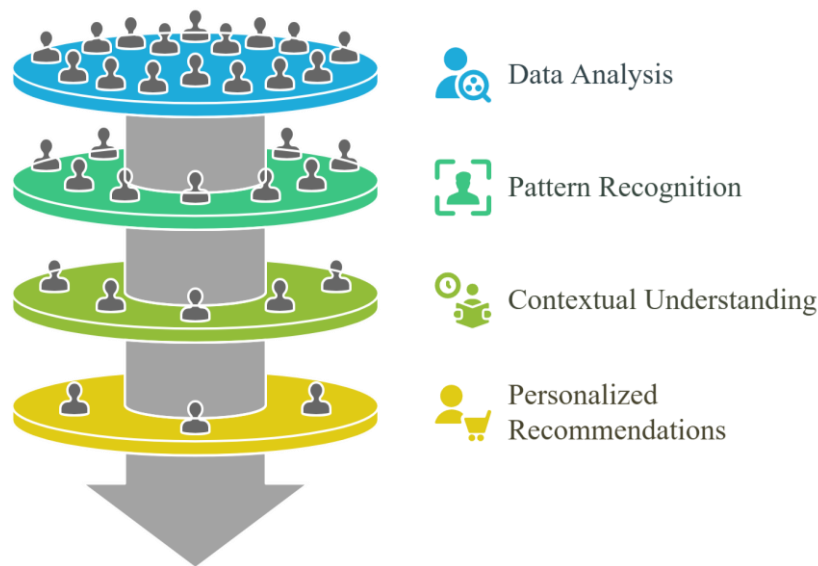 Data Analysis
Pattern Recognition
Contextual Understanding
Personalized
Recommendations